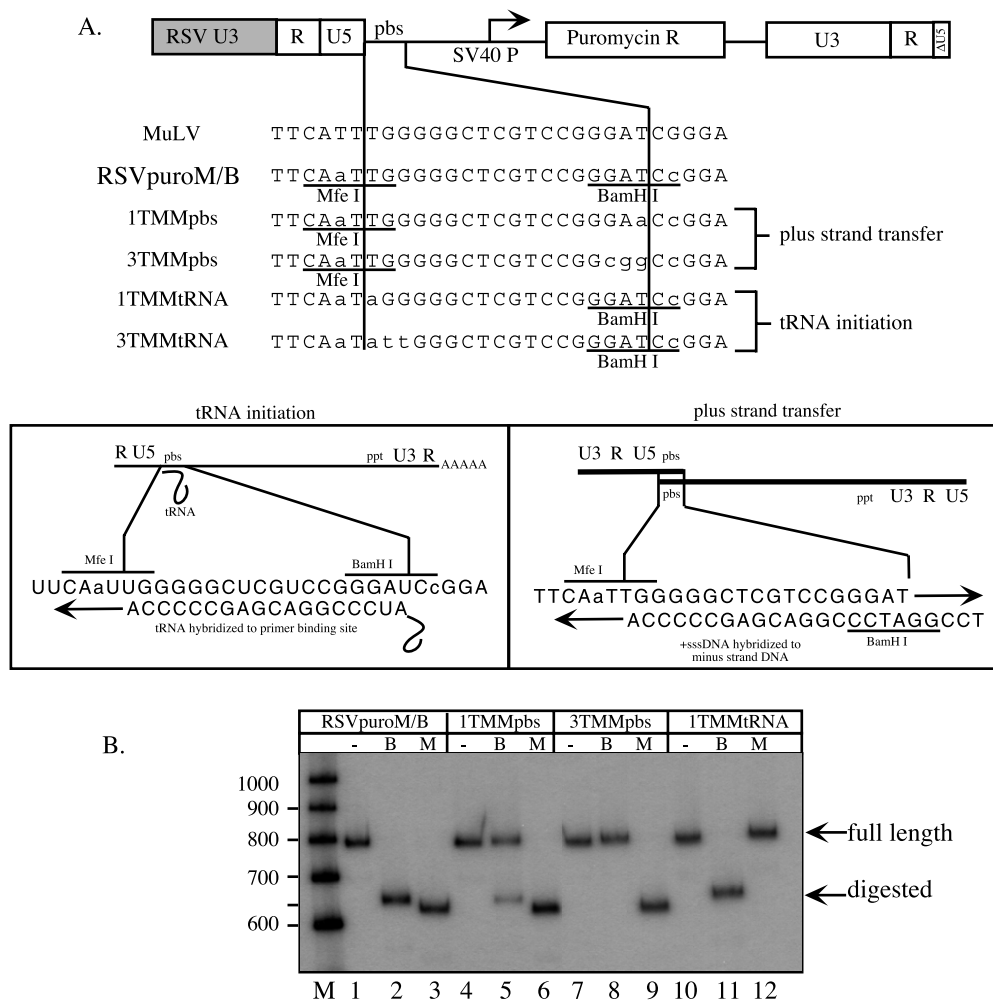 A.
RSV U3 R U5 pbs SV40 P Puromycin R U3 R ΔU5
MuLV TTCATTTGGGGGCTCGTCCGGGATCGGGA
RSVpuroM/B TTCAaTTGGGGGCTCGTCCGGGATCcGGA
Mfe I BamH I
1TMMpbs TTCAaTTGGGGGCTCGTCCGGGAaCcGGA
Mfe I
3TMMpbs TTCAaTTGGGGGCTCGTCCGGcggCcGGA
Mfe I
plus strand transfer
1TMMtRNA TTCAaTaGGGGGCTCGTCCGGGATCcGGA
BamH I
3TMMtRNA TTCAaTattGGGCTCGTCCGGGATCcGGA
BamH I
tRNA initiation
tRNA initiation
R U5 pbs ppt U3 R AAAAA
tRNA
Mfe I BamH I
UUCAaUUGGGGGCUCGUCCGGGAUCcGGA
ACCCCCGAGCAGGCCCUA
tRNA hybridized to primer binding site
plus strand transfer
U3 R U5 pbs
pbs ppt U3 R U5
Mfe I
TTCAaTTGGGGGCTCGTCCGGGAT
ACCCCCGAGCAGGCCCTAGGCCT
+sssDNA hybridized to
minus strand DNA
BamH I
B.
RSVpuroM/B 1TMMpbs 3TMMpbs 1TMMtRNA
- B M - B M - B M - B M
1000
900
800
700
600
full length
digested
M 1 2 3 4 5 6 7 8 9 10 11 12